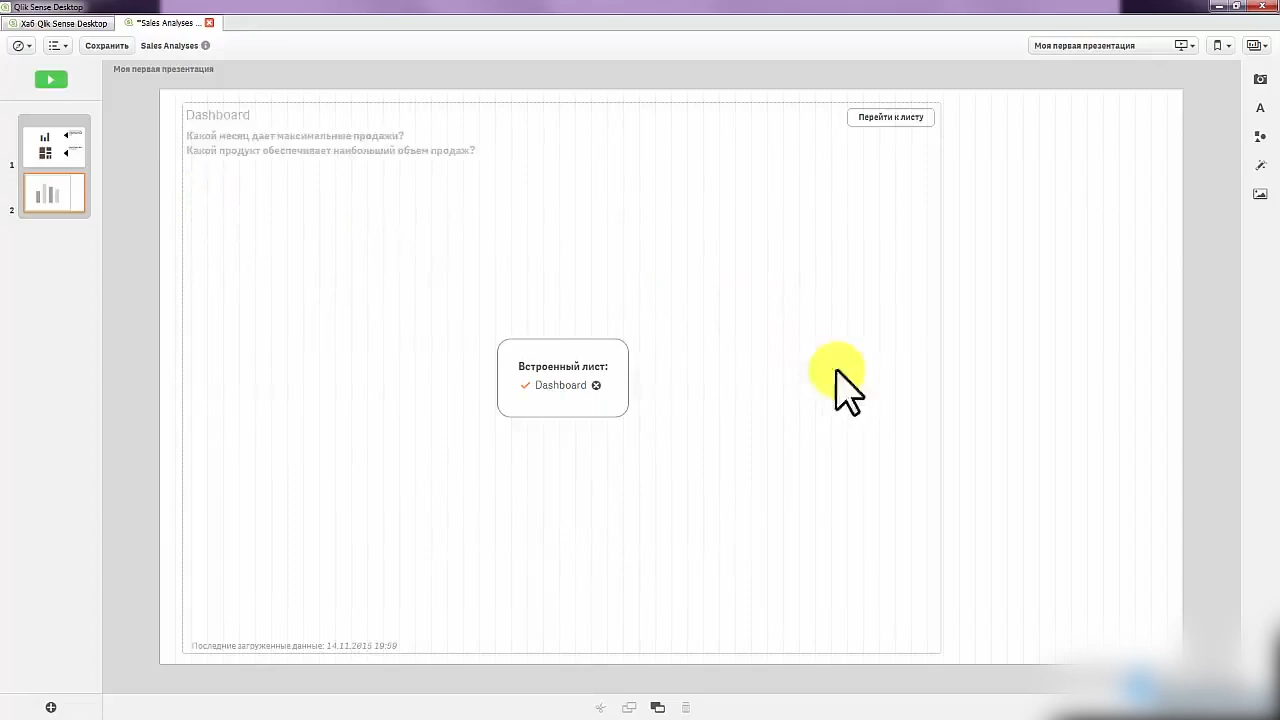 Qlik Sense Desktop
Хаб Qlik Sense Desktop
*Sales Analyses ...
Сохранить
Sales Analyses
Моя первая презентация
Моя первая презентация
Dashboard
Перейти к листу
Какой месяц дает максимальные продажи?
Какой продукт обеспечивает наибольший объем продаж?
1
2
A
Встроенный лист:
Dashboard
Последние загруженные данные: 14.11.2015 19:59